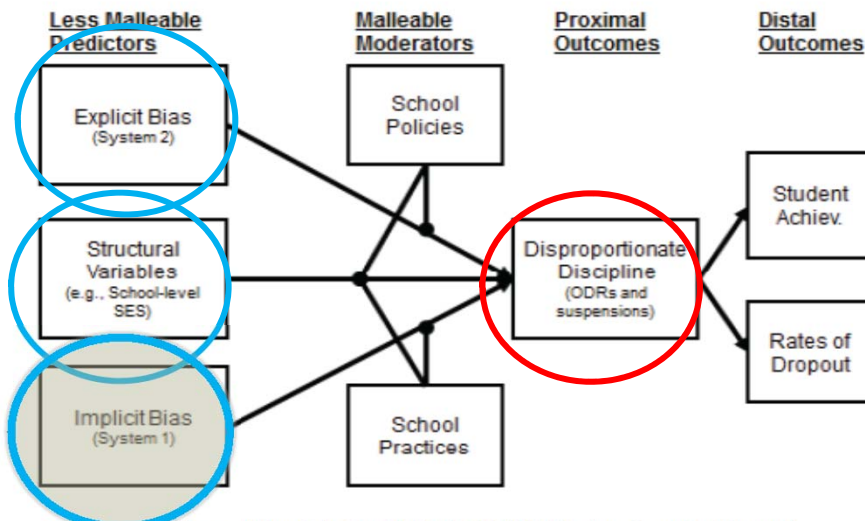 Less Malleable
Predictors
Malleable
Moderators
Proximal
Outcomes
Distal
Outcomes
Explicit Bias
(System 2)
School
Policies
Structural
Variables
(e.g., School-level
SES)
Disproportionate
Discipline
(ODRs and
suspensions)
Student
Achiev.
Implicit Bias
(System 1)
School
Practices
Rates of
Dropout